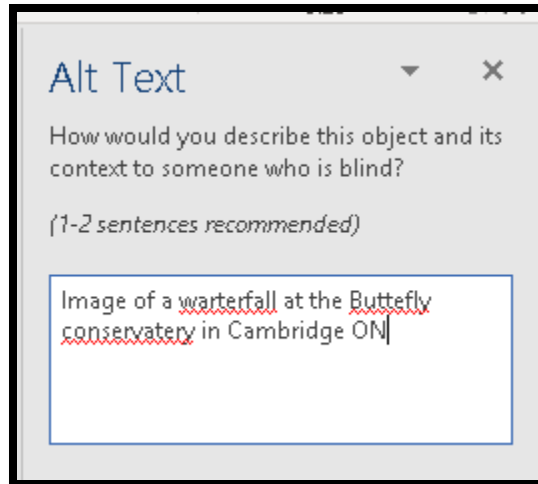 Alt Text
How would you describe this object and its
context to someone who is blind?
(1-2 sentences recommended)
Image of a warterfall at the Buttefly
conservatery in Cambridge ON